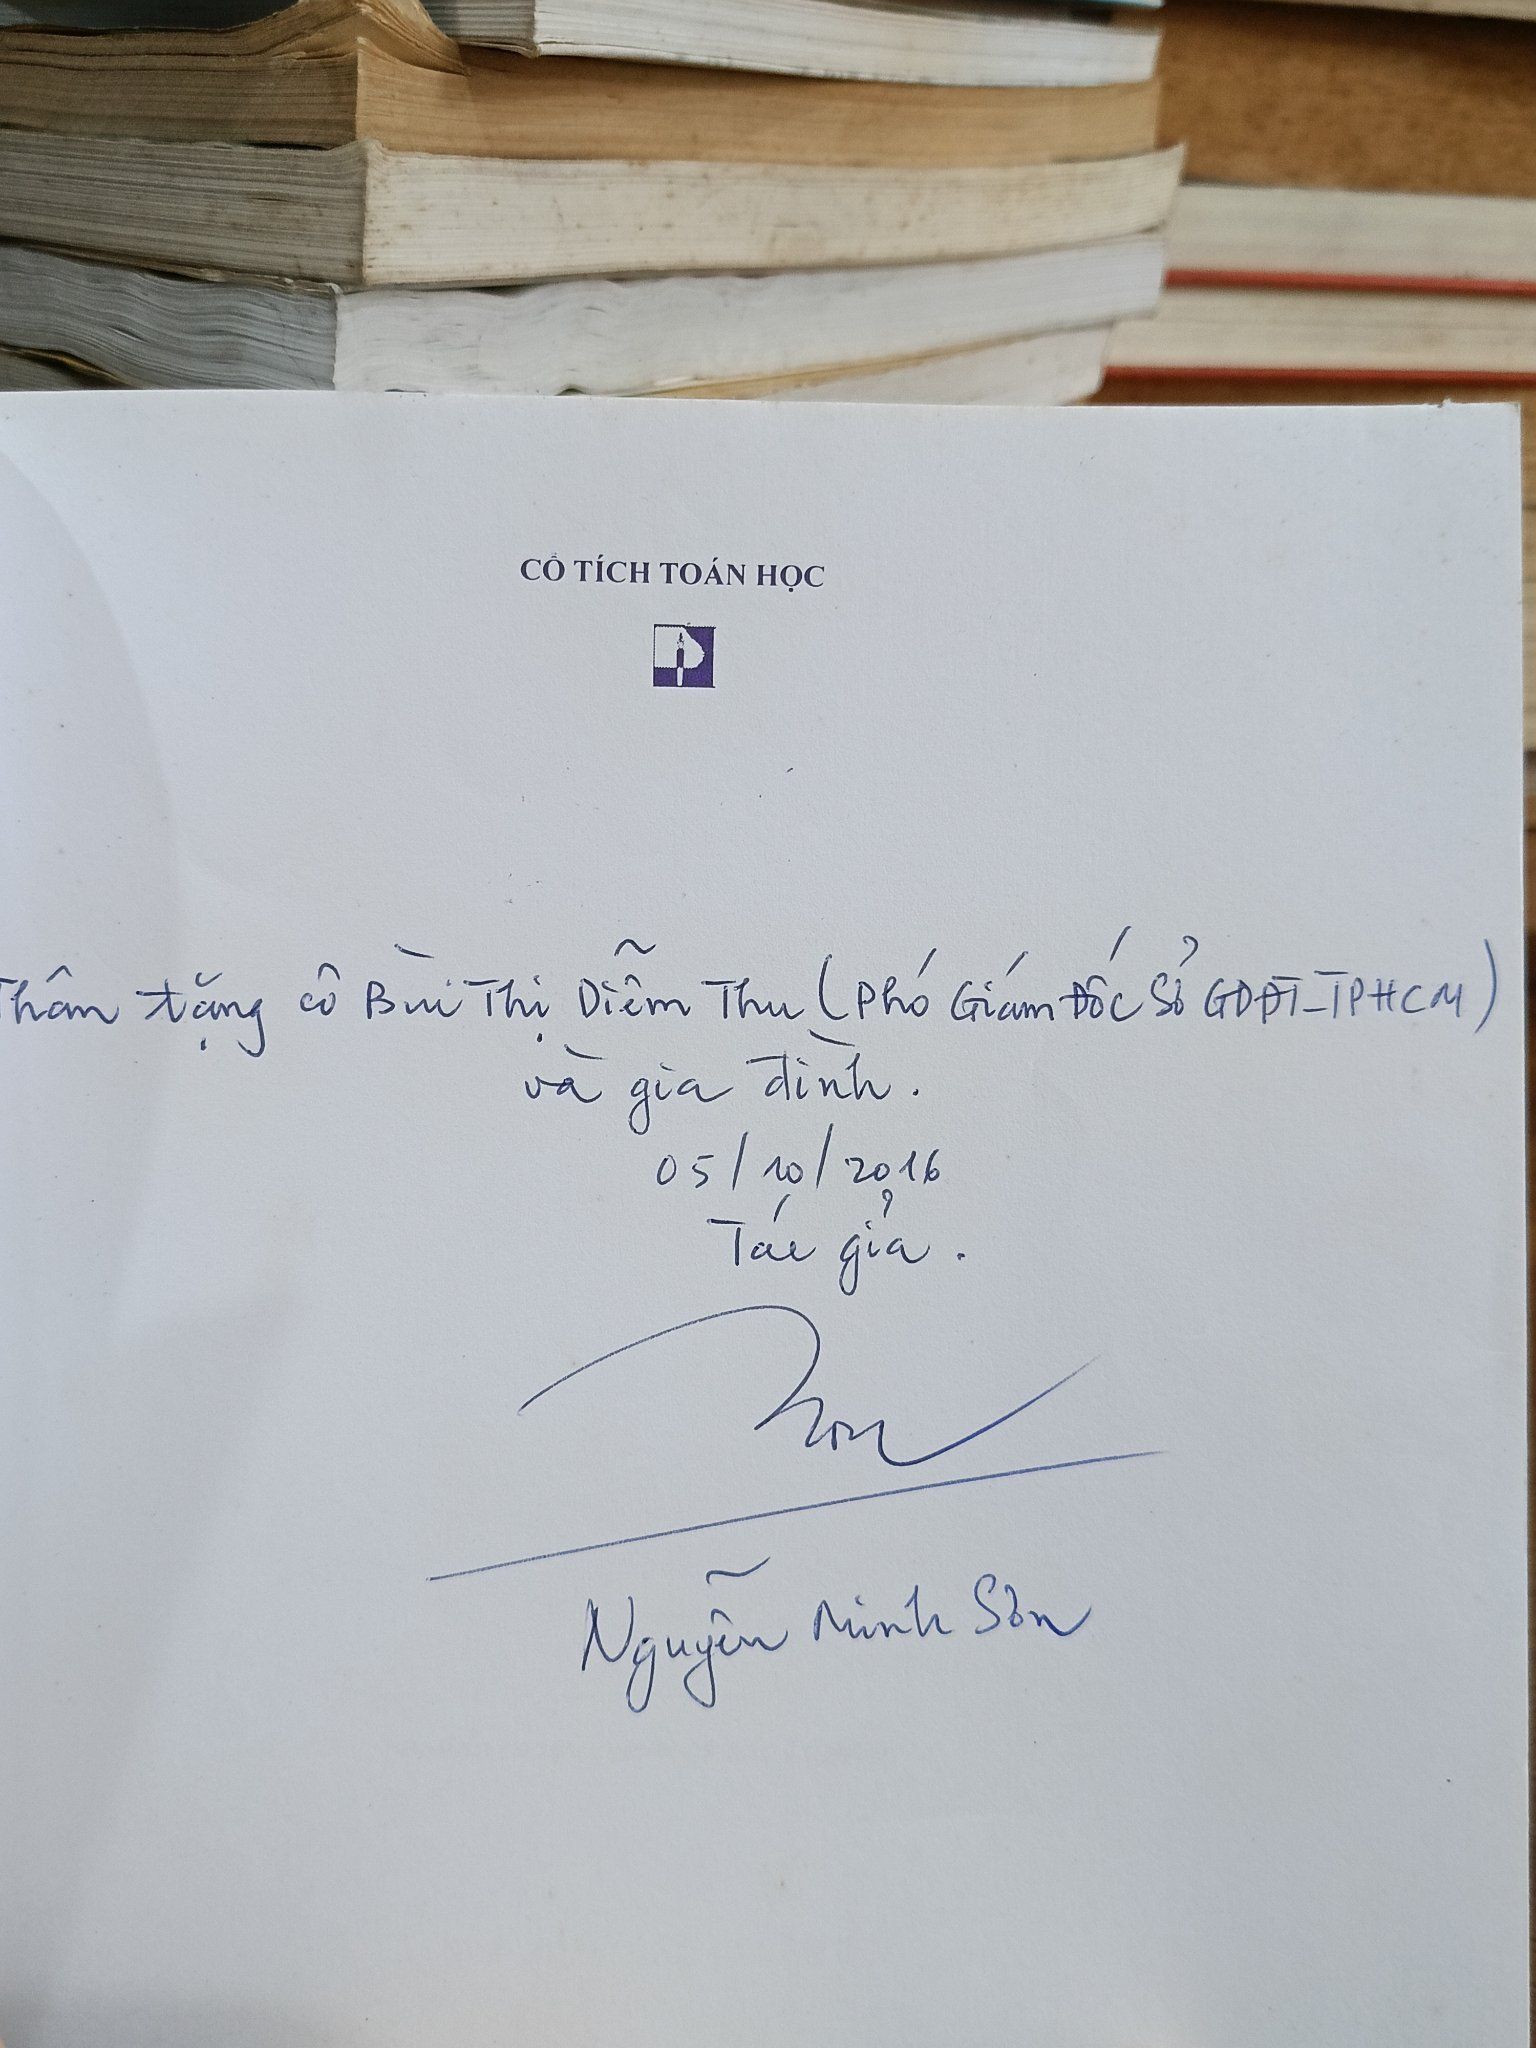 CỔ TÍCH TOÁN HỌC
Thân tặng cô Bùi Thị Diễm Thu (Phó Giám Đốc Sở GDĐT_TPHCM)
và gia đình.
05/10/2016
Tác giả.
Nguyễn Minh Sơn